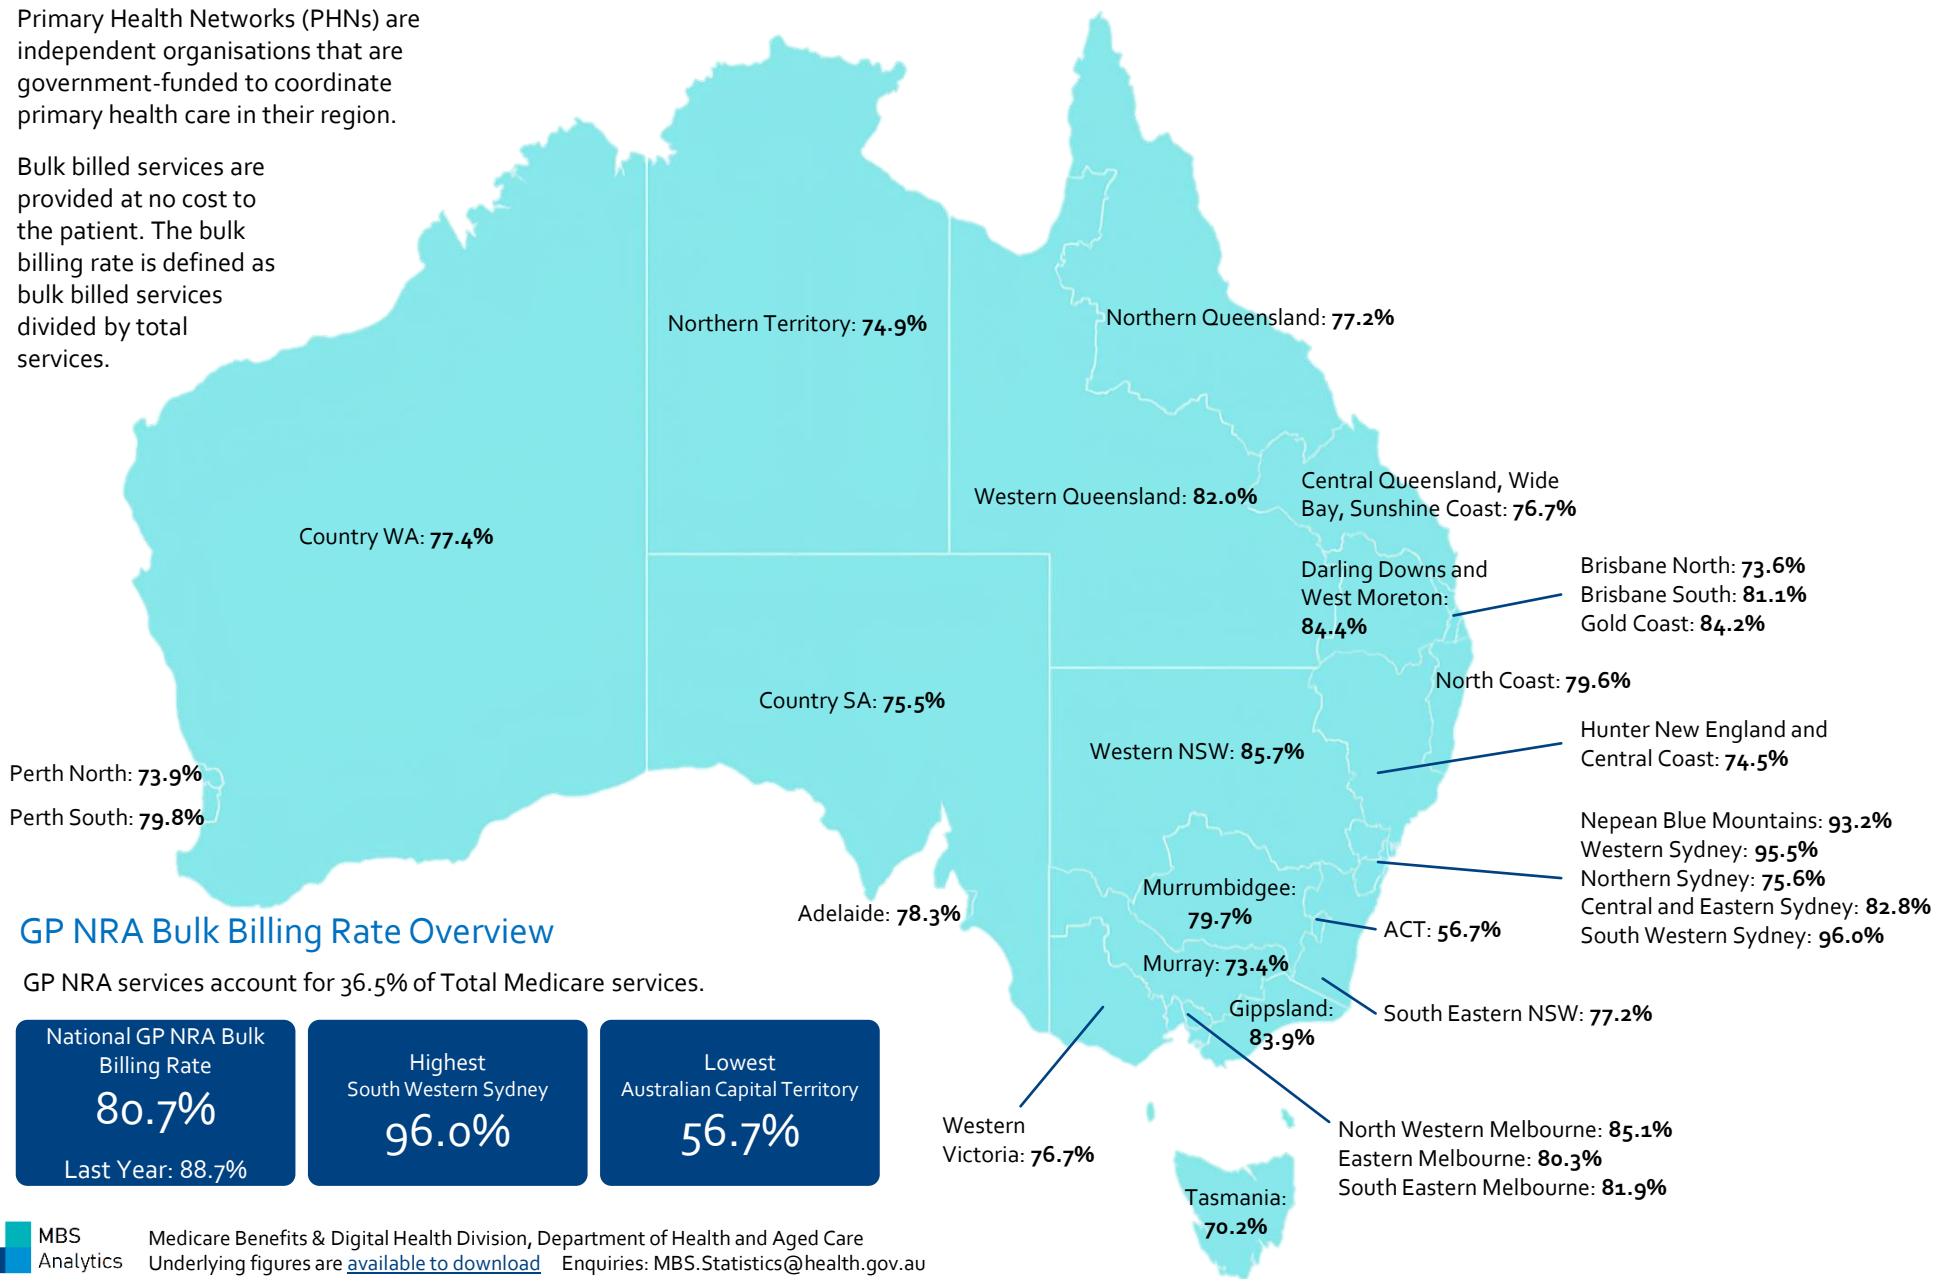 Primary Health Networks (PHNs) are
independent organisations that are
government-funded to coordinate
primary health care in their region.
Bulk billed services are
provided at no cost to
the patient. The bulk
billing rate is defined as
bulk billed services
divided by total
services.
Northern Territory: 74.9%
Northern Queensland: 77.2%
Western Queensland: 82.0%
Central Queensland, Wide
Bay, Sunshine Coast: 76.7%
Country WA: 77.4%
Darling Downs and
West Moreton:
84.4%
Brisbane North: 73.6%
Brisbane South: 81.1%
Gold Coast: 84.2%
Country SA: 75.5%
North Coast: 79.6%
Western NSW: 85.7%
Hunter New England and
Central Coast: 74.5%
Perth North: 73.9%
Perth South: 79.8%
Nepean Blue Mountains: 93.2%
Western Sydney: 95.5%
Northern Sydney: 75.6%
Central and Eastern Sydney: 82.8%
South Western Sydney: 96.0%
Murrumbidgee:
79.7%
Adelaide: 78.3%
ACT: 56.7%
Murray: 73.4%
Gippsland:
83.9%
South Eastern NSW: 77.2%
Western
Victoria: 76.7%
North Western Melbourne: 85.1%
Eastern Melbourne: 80.3%
South Eastern Melbourne: 81.9%
Tasmania:
70.2%
GP NRA Bulk Billing Rate Overview
GP NRA services account for 36.5% of Total Medicare services.
National GP NRA Bulk
Billing Rate
80.7%
Last Year: 88.7%
Highest
South Western Sydney
96.0%
Lowest
Australian Capital Territory
56.7%
MBS
Analytics
Medicare Benefits & Digital Health Division, Department of Health and Aged Care
Underlying figures are available to download Enquiries: MBS.Statistics@health.gov.au